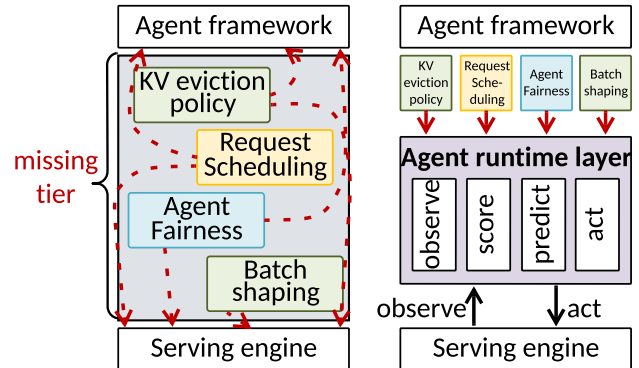 Agent framework
KV eviction
policy
Request
Scheduling
missing
tier
Agent
Fairness
Batch
shaping
Serving engine
Agent framework
KV
eviction
policy
Request
Sche-
duling
Agent
Fairness
Batch
shaping
Agent runtime layer
observe
score
predict
act
observe
act
Serving engine